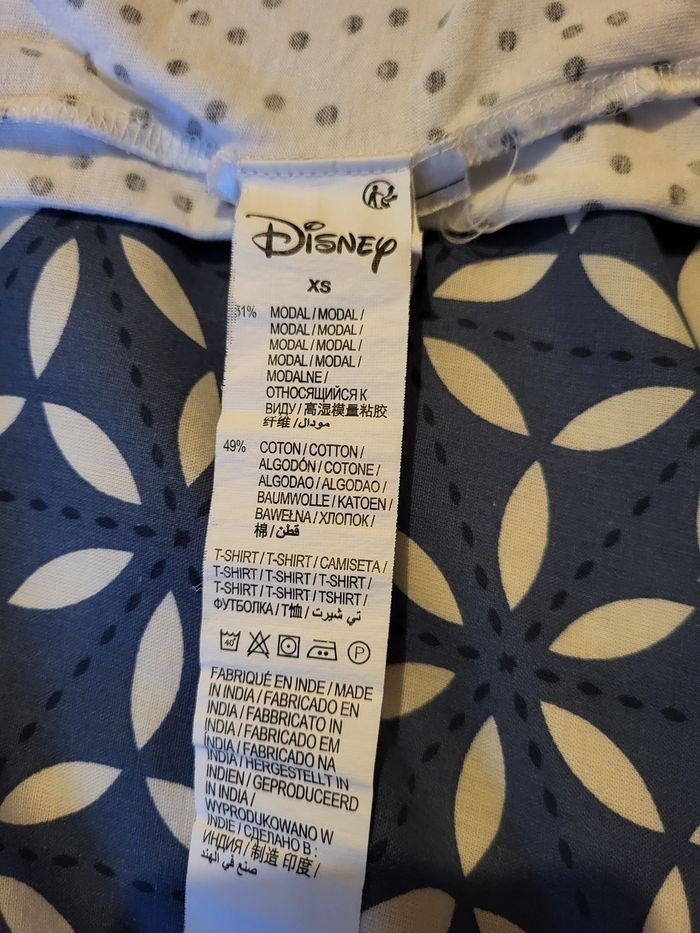 Disney
XS
51% MODAL / MODAL /
MODAL / MODAL /
MODAL / MODAL /
MODAL / MODAL /
MODALNE /
ОТНОСЯЩИЙСЯ К
ВИДУ / 高湿模量粘胶
纤维 / مودال/
49% COTON / COTTON /
ALGODÓN / COTONE /
ALGODAO / ALGODAO /
BAUMWOLLE / KATOEN /
BAWEŁNA / ХЛОПОК /
棉 / قطن/
T-SHIRT / T-SHIRT / CAMISETA /
T-SHIRT / T-SHIRT / T-SHIRT /
T-SHIRT / T-SHIRT / TSHIRT /
ФУТБОЛКА / T恤 / تي شيرت /
40 P
FABRIQUÉ EN INDE / MADE
IN INDIA / FABRICADO EN
INDIA / FABBRICATO IN
INDIA / FABRICADO EM
ÍNDIA / FABRICADO NA
INDIA / HERGESTELLT IN
INDIEN / GEPRODUCEERD
IN INDIA /
WYPRODUKOWANO W
INDIE / СДЕЛАНО В :
ИНДИЯ / 制造 印度 /
صنع في الهند /